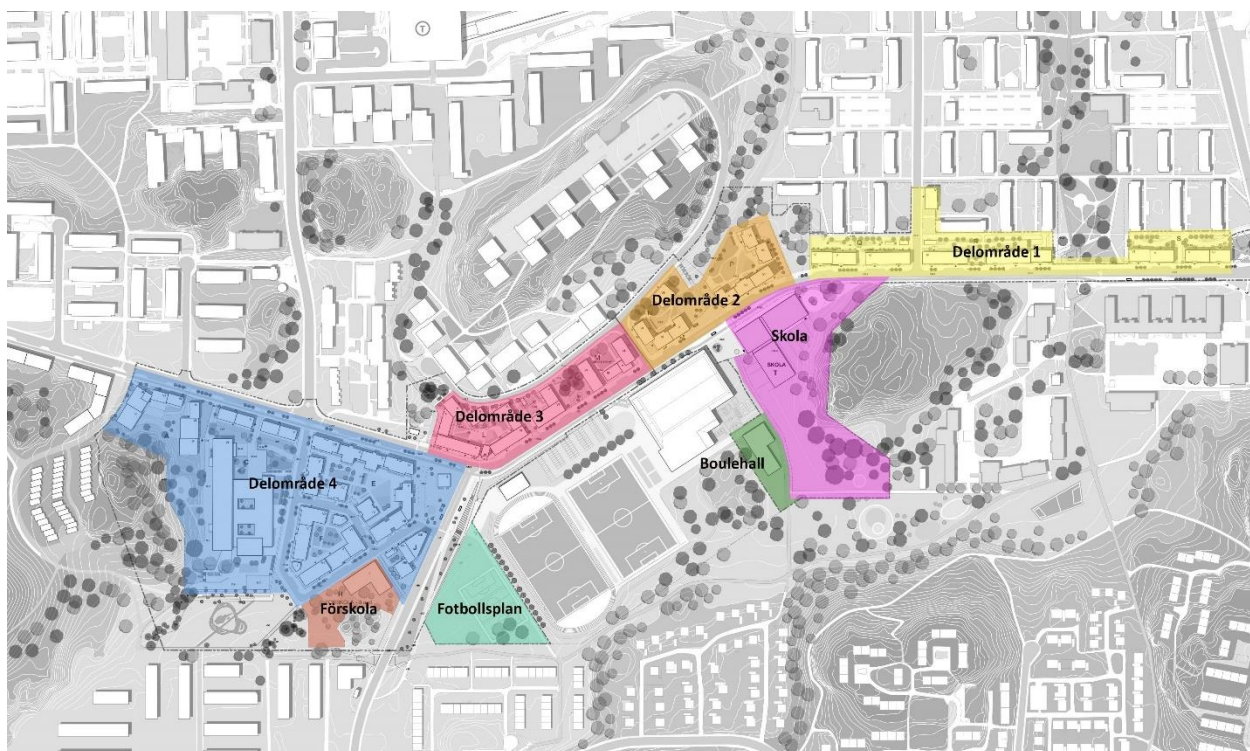 T
Delområde 1
Delområde 2
Skola
SKOLA
T
Delområde 3
Boulehall
Delområde 4
E
Förskola
Fotbollsplan